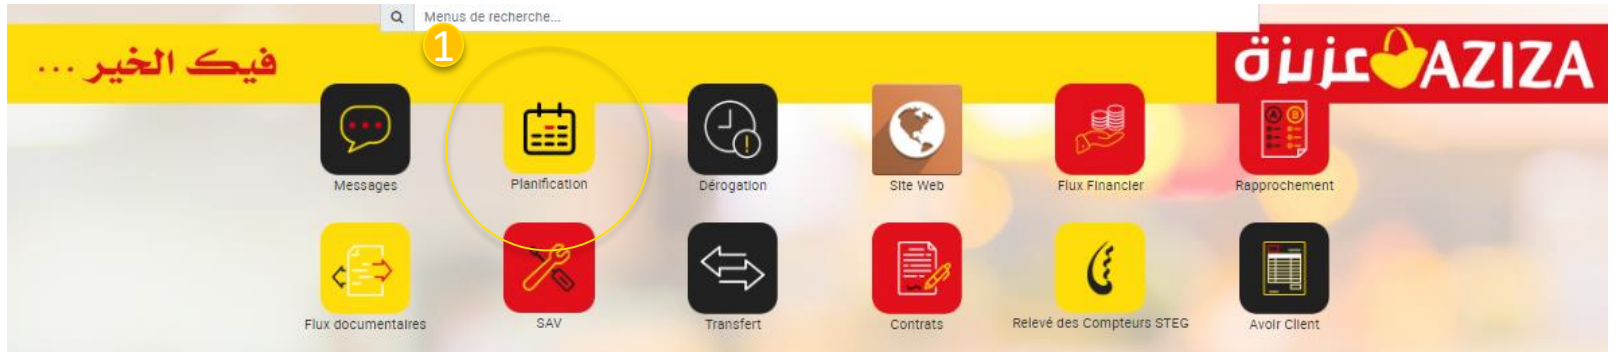 Menus de recherche...
1
فيك الخير ...
عزيزة AZIZA
Messages
Planification
Dérogation
Site Web
Flux Financier
A B
Rapprochement
Flux documentaires
SAV
Transfert
Contrats
Relevé des Compteurs STEG
Avoir Client